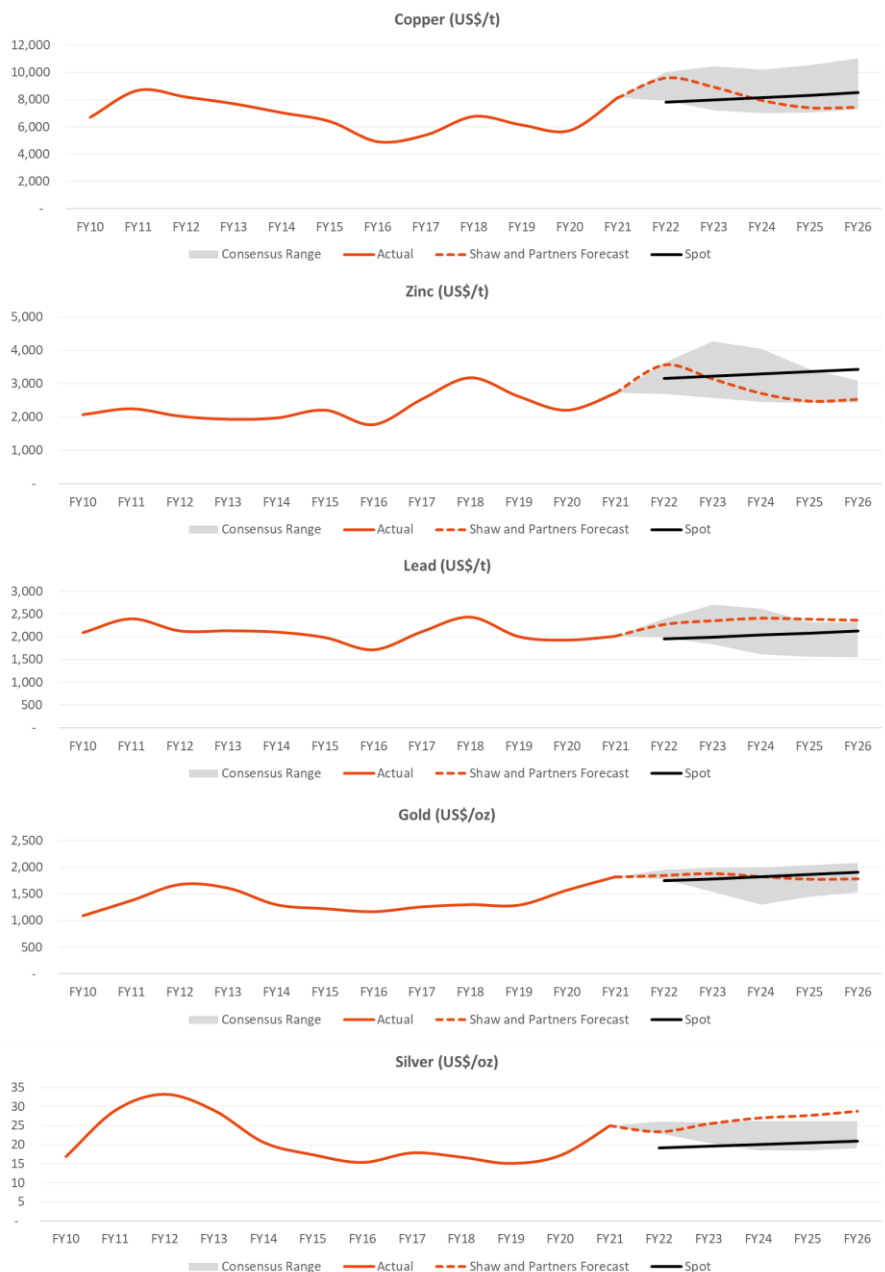 Copper (US$/t)
12,000
10,000
8,000
6,000
4,000
2,000
-
FY10 FY11 FY12 FY13 FY14 FY15 FY16 FY17 FY18 FY19 FY20 FY21 FY22 FY23 FY24 FY25 FY26
Consensus Range Actual Shaw and Partners Forecast Spot
Zinc (US$/t)
5,000
4,000
3,000
2,000
1,000
-
FY10 FY11 FY12 FY13 FY14 FY15 FY16 FY17 FY18 FY19 FY20 FY21 FY22 FY23 FY24 FY25 FY26
Consensus Range Actual Shaw and Partners Forecast Spot
Lead (US$/t)
3,000
2,500
2,000
1,500
1,000
500
-
FY10 FY11 FY12 FY13 FY14 FY15 FY16 FY17 FY18 FY19 FY20 FY21 FY22 FY23 FY24 FY25 FY26
Consensus Range Actual Shaw and Partners Forecast Spot
Gold (US$/oz)
2,500
2,000
1,500
1,000
500
-
FY10 FY11 FY12 FY13 FY14 FY15 FY16 FY17 FY18 FY19 FY20 FY21 FY22 FY23 FY24 FY25 FY26
Consensus Range Actual Shaw and Partners Forecast Spot
Silver (US$/oz)
35
30
25
20
15
10
5
-
FY10 FY11 FY12 FY13 FY14 FY15 FY16 FY17 FY18 FY19 FY20 FY21 FY22 FY23 FY24 FY25 FY26
Consensus Range Actual Shaw and Partners Forecast Spot